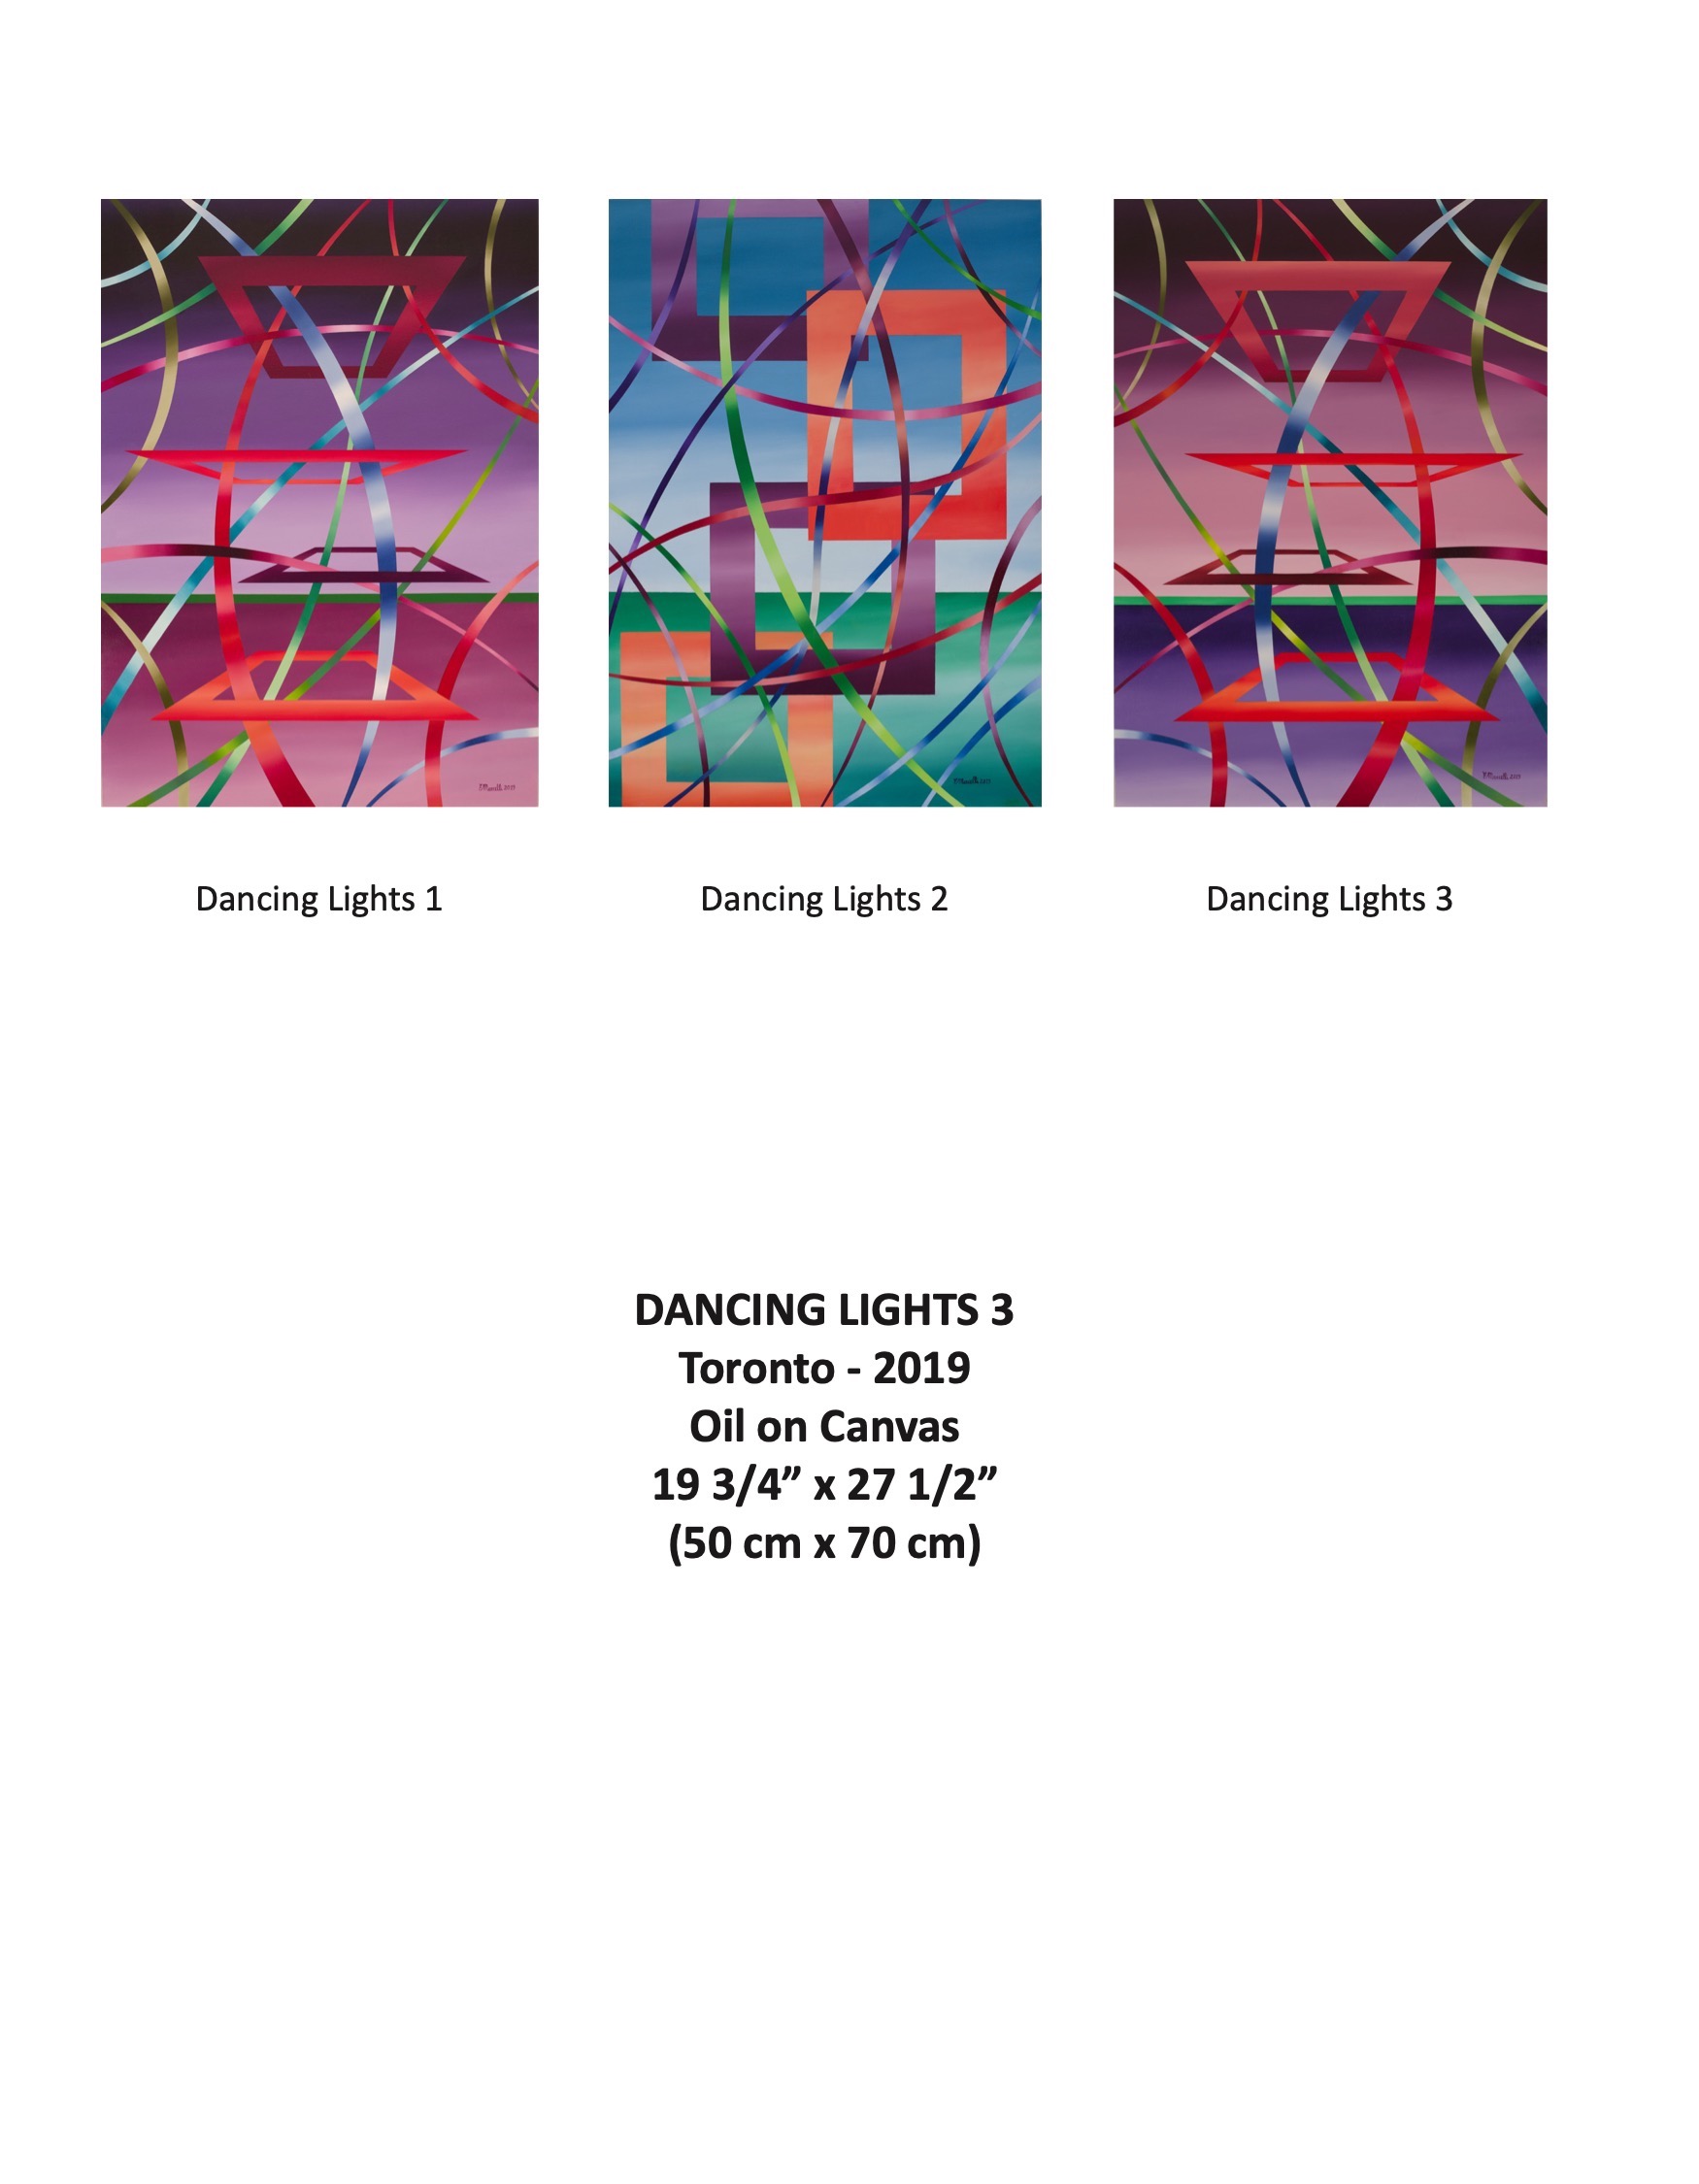 Dancing Lights 1
Dancing Lights 2
Dancing Lights 3
DANCING LIGHTS 3
Toronto - 2019
Oil on Canvas
19 3/4” x 27 1/2”
(50 cm x 70 cm)